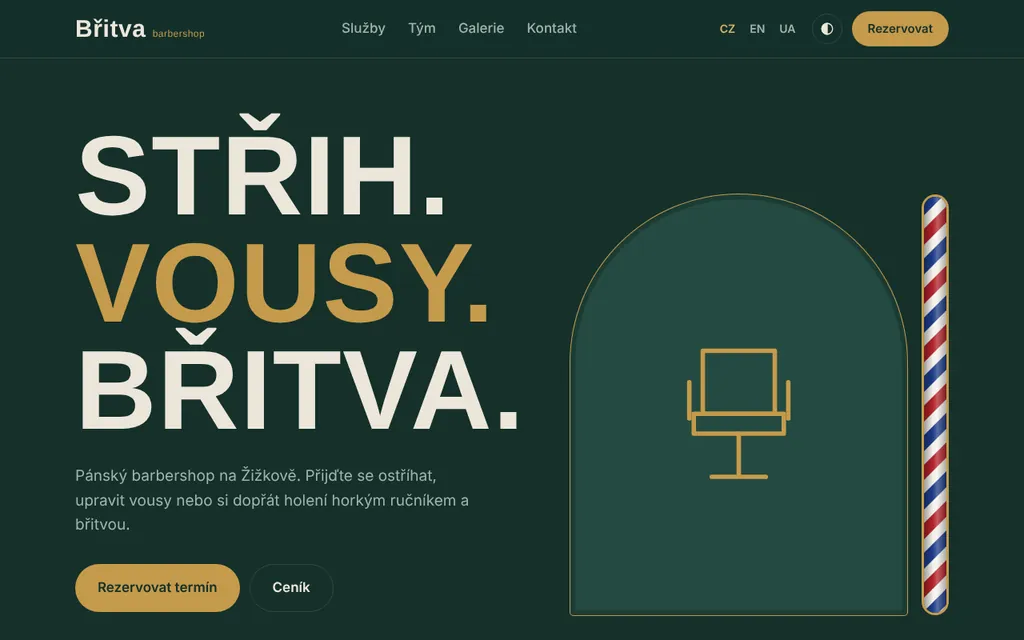 Břitva barbershop
Služby Tým Galerie Kontakt
CZ EN UA
Rezervovat
STŘIH.
VOUSY.
BŘITVA.
Pánský barbershop na Žižkově. Přijďte se ostříhat,
upravit vousy nebo si dopřát holení horkým ručníkem a
břitvou.
Rezervovat termín
Ceník